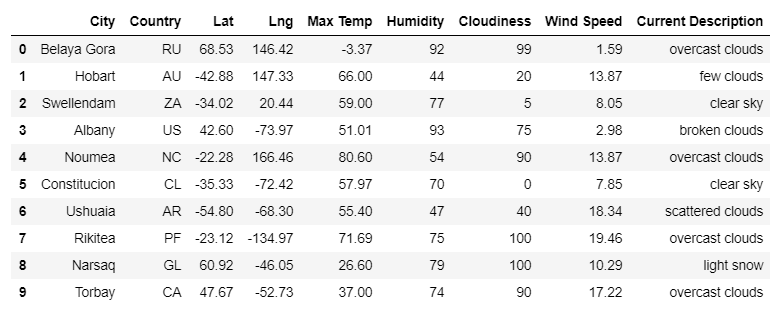 City Country Lat Lng Max Temp Humidity Cloudiness Wind Speed Current Description
0 Belaya Gora RU 68.53 146.42 -3.37 92 99 1.59 overcast clouds
1 Hobart AU -42.88 147.33 66.00 44 20 13.87 few clouds
2 Swellendam ZA -34.02 20.44 59.00 77 5 8.05 clear sky
3 Albany US 42.60 -73.97 51.01 93 75 2.98 broken clouds
4 Noumea NC -22.28 166.46 80.60 54 90 13.87 overcast clouds
5 Constitucion CL -35.33 -72.42 57.97 70 0 7.85 clear sky
6 Ushuaia AR -54.80 -68.30 55.40 47 40 18.34 scattered clouds
7 Rikitea PF -23.12 -134.97 71.69 75 100 19.46 overcast clouds
8 Narsaq GL 60.92 -46.05 26.60 79 100 10.29 light snow
9 Torbay CA 47.67 -52.73 37.00 74 90 17.22 overcast clouds